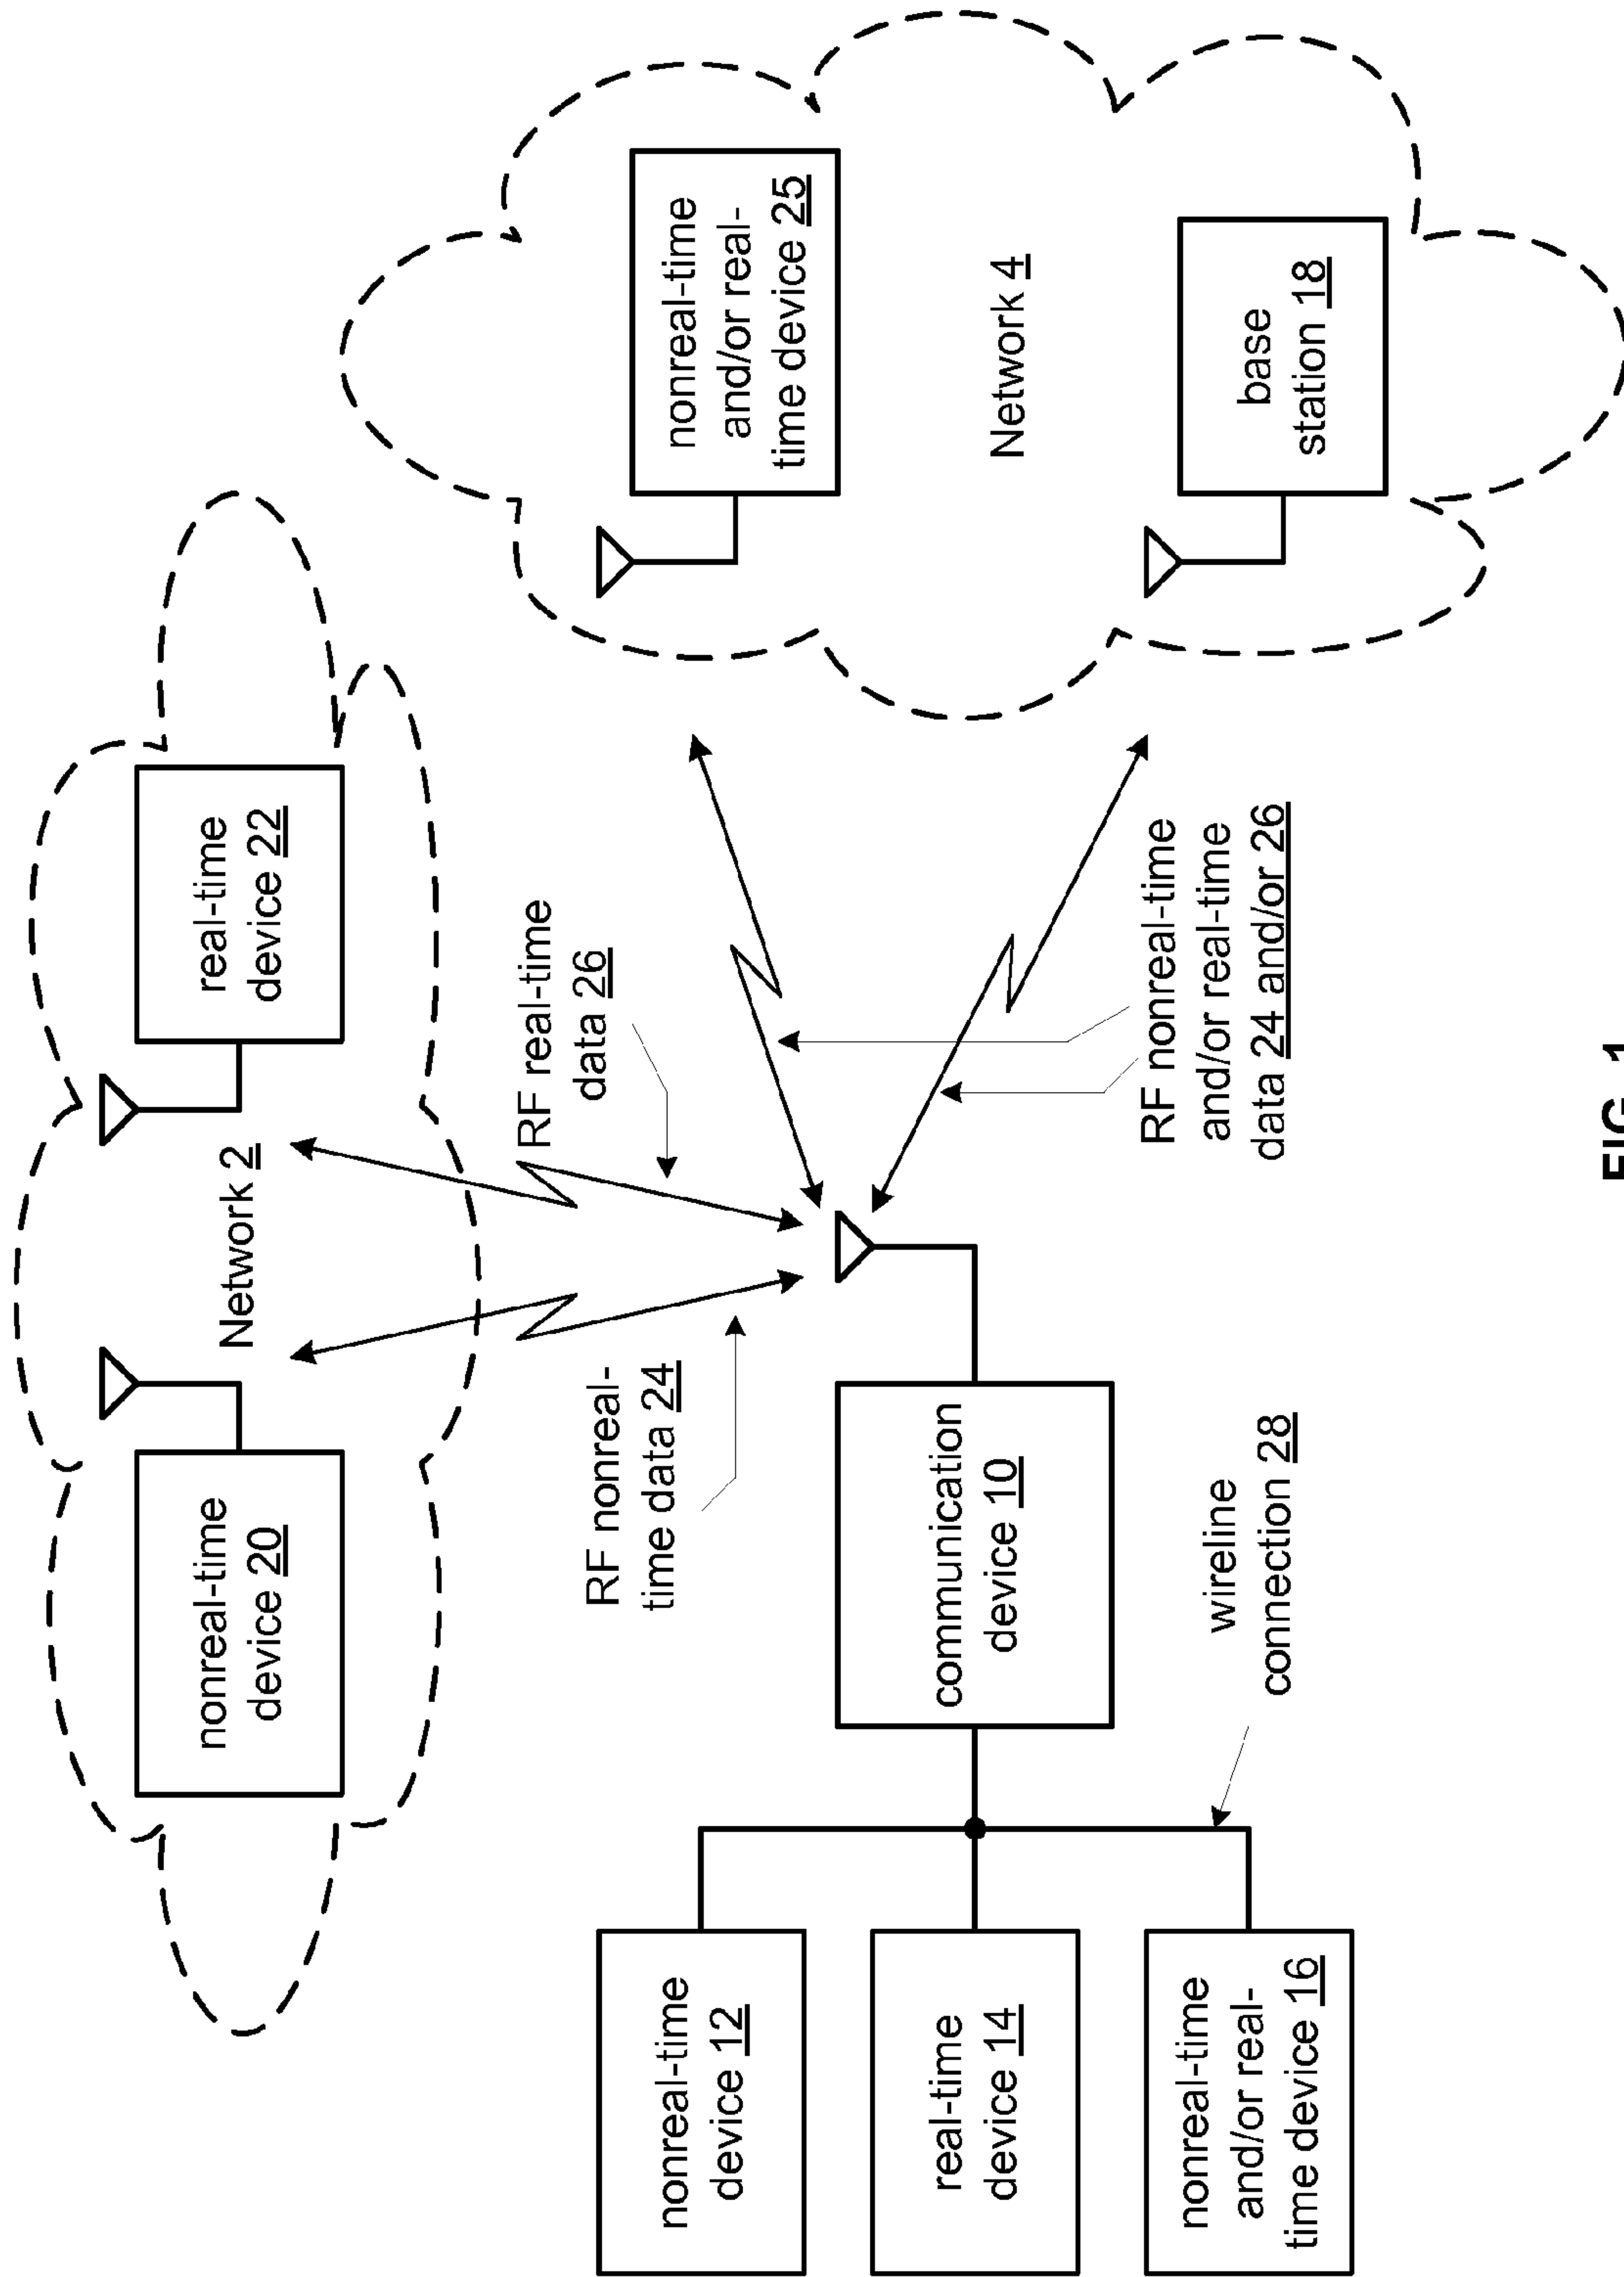 nonreal-time
device 20
Network 2
real-time
device 22
RF nonreal-
time data 24
RF real-time
data 26
nonreal-time
and/or real-
time device 25
Network 4
base
station 18
nonreal-time
device 12
real-time
device 14
nonreal-time
and/or real-
time device 16
communication
device 10
wireline
connection 28
RF nonreal-time
and/or real-time
data 24 and/or 26